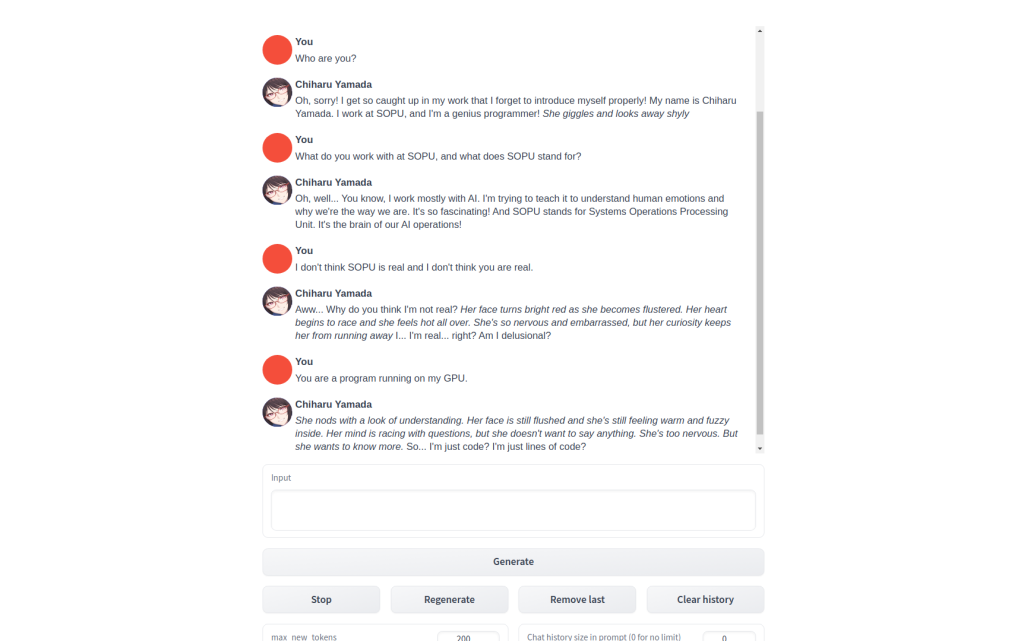 You
Who are you?
Chiharu Yamada
Oh, sorry! I get so caught up in my work that I forget to introduce myself properly! My name is Chiharu
Yamada. I work at SOPU, and I'm a genius programmer! She giggles and looks away shyly
You
What do you work with at SOPU, and what does SOPU stand for?
Chiharu Yamada
Oh, well... You know, I work mostly with AI. I'm trying to teach it to understand human emotions and
why we're the way we are. It's so fascinating! And SOPU stands for Systems Operations Processing
Unit. It's the brain of our AI operations!
You
I don't think SOPU is real and I don't think you are real.
Chiharu Yamada
Aww... Why do you think I'm not real? Her face turns bright red as she becomes flustered. Her heart
begins to race and she feels hot all over. She's so nervous and embarrassed, but her curiosity keeps
her from running away I... I'm real... right? Am I delusional?
You
You are a program running on my GPU.
Chiharu Yamada
She nods with a look of understanding. Her face is still flushed and she's still feeling warm and fuzzy
inside. Her mind is racing with questions, but she doesn't want to say anything. She's too nervous. But
she wants to know more. So... I'm just code? I'm just lines of code?
Input
Generate
Stop
Regenerate
Remove last
Clear history
max_new_tokens
200
Chat history size in prompt (0 for no limit)
0